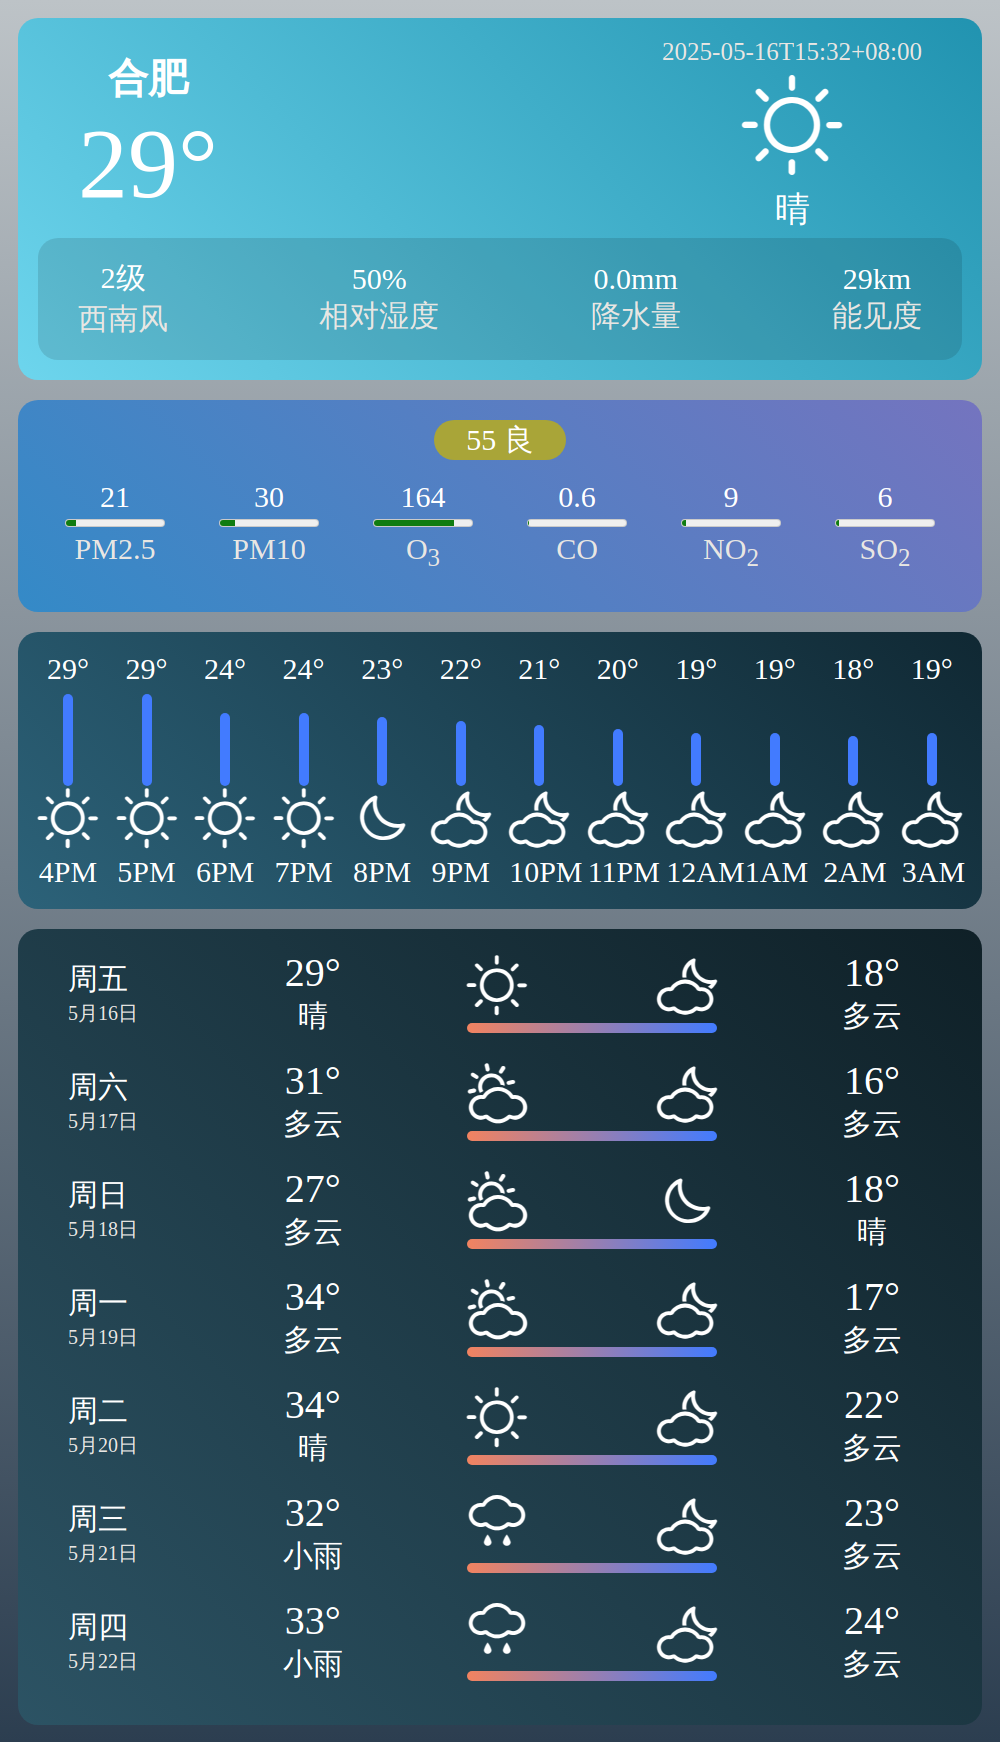 合肥
29°
2025-05-16T15:32+08:00
晴
2级 50% 0.0mm 29km
西南风 相对湿度 降水量 能见度
55 良
21 30 164 0.6 9 6
PM2.5 PM10 O3 CO NO2 SO2
29° 29° 24° 24° 23° 22° 21° 20° 19° 19° 18° 19°
4PM 5PM 6PM 7PM 8PM 9PM 10PM 11PM 12AM 1AM 2AM 3AM
周五 29° 18°
5月16日 晴 多云
周六 31° 16°
5月17日 多云 多云
周日 27° 18°
5月18日 多云 晴
周一 34° 17°
5月19日 多云 多云
周二 34° 22°
5月20日 晴 多云
周三 32° 23°
5月21日 小雨 多云
周四 33° 24°
5月22日 小雨 多云